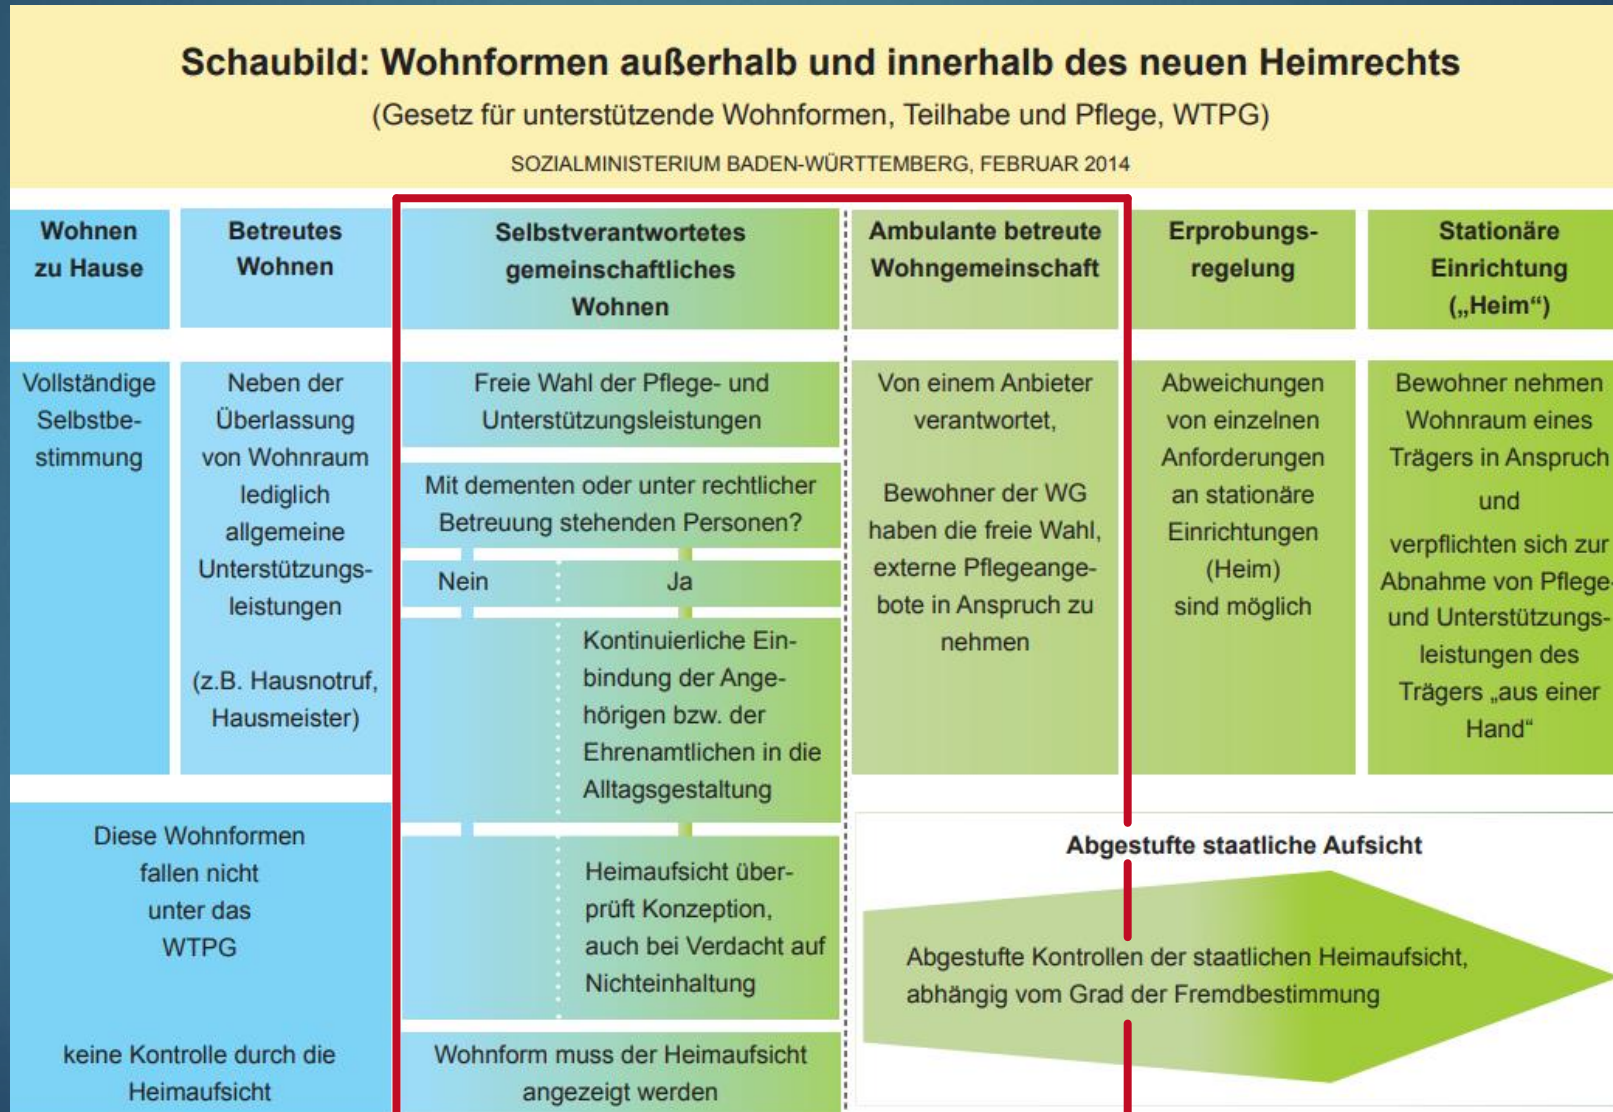 Schaubild: Wohnformen außerhalb und innerhalb des neuen Heimrechts
(Gesetz für unterstützende Wohnformen, Teilhabe und Pflege, WTPG)
SOZIALMINISTERIUM BADEN-WÜRTTEMBERG, FEBRUAR 2014
Wohnen
zu Hause
Betreutes
Wohnen
Selbstverantwortetes
gemeinschaftliches
Wohnen
Ambulante betreute
Wohngemeinschaft
Erprobungs-
regelung
Stationäre
Einrichtung
(„Heim“)
Vollständige
Selbstbe-
stimmung
Neben der
Überlassung
von Wohnraum
lediglich
allgemeine
Unterstützungs-
leistungen
(z.B. Hausnotruf,
Hausmeister)
Freie Wahl der Pflege- und
Unterstützungsleistungen
Mit dementen oder unter rechtlicher
Betreuung stehenden Personen?
Nein
Ja
Kontinuierliche Ein-
bindung der Ange-
hörigen bzw. der
Ehrenamtlichen in die
Alltagsgestaltung
Heimaufsicht über-
prüft Konzeption,
auch bei Verdacht auf
Nichteinhaltung
Wohnform muss der Heimaufsicht
angezeigt werden
Von einem Anbieter
verantwortet,
Bewohner der WG
haben die freie Wahl,
externe Pflegeange-
bote in Anspruch zu
nehmen
Abweichungen
von einzelnen
Anforderungen
an stationäre
Einrichtungen
(Heim)
sind möglich
Bewohner nehmen
Wohnraum eines
Trägers in Anspruch
und
verpflichten sich zur
Abnahme von Pflege-
und Unterstützungs-
leistungen des
Trägers „aus einer
Hand“
Diese Wohnformen
fallen nicht
unter das
WTPG
keine Kontrolle durch die
Heimaufsicht
Abgestufte staatliche Aufsicht
Abgestufte Kontrollen der staatlichen Heimaufsicht,
abhängig vom Grad der Fremdbestimmung